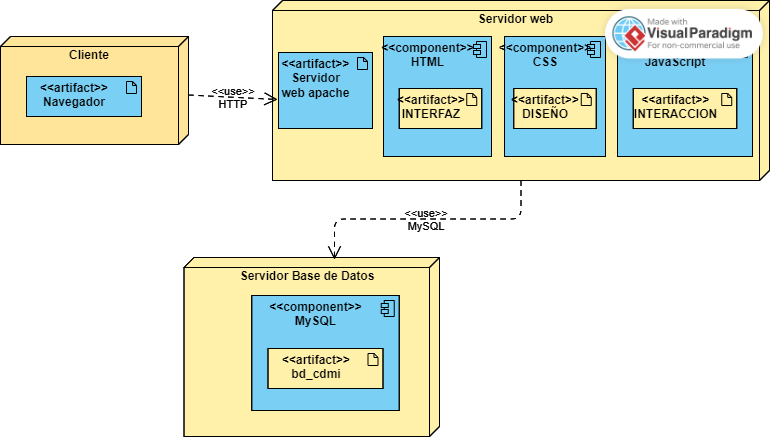 Cliente
<<artifact>>
Navegador
<<use>>
HTTP
Servidor web
<<artifact>>
Servidor
web apache
<<component>>
HTML
<<artifact>>
INTERFAZ
<<component>>
CSS
<<artifact>>
DISEÑO
JavaScript
<<artifact>>
INTERACCION
Made with
VisualParadigm
For non-commercial use
<<use>>
MySQL
Servidor Base de Datos
<<component>>
MySQL
<<artifact>>
bd_cdmi